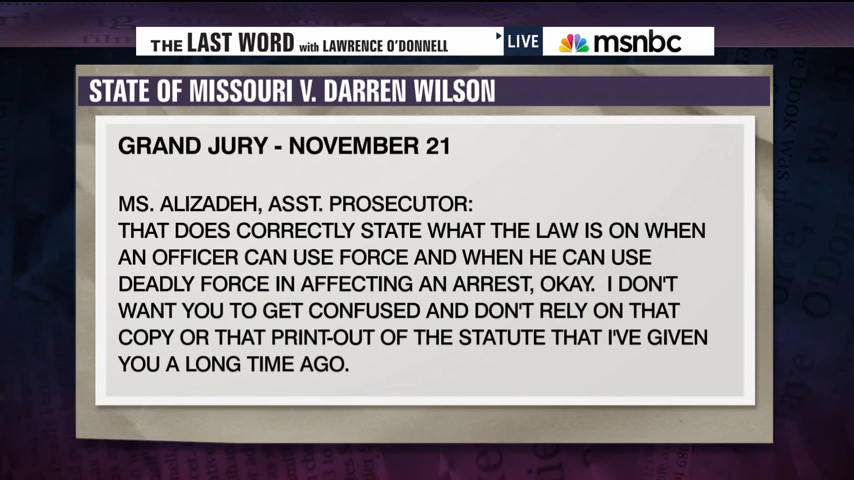 THE LAST WORD WITH LAWRENCE O'DONNELL LIVE msnbc
STATE OF MISSOURI V. DARREN WILSON
GRAND JURY - NOVEMBER 21
MS. ALIZADEH, ASST. PROSECUTOR:
THAT DOES CORRECTLY STATE WHAT THE LAW IS ON WHEN
AN OFFICER CAN USE FORCE AND WHEN HE CAN USE
DEADLY FORCE IN AFFECTING AN ARREST, OKAY. I DON'T
WANT YOU TO GET CONFUSED AND DON'T RELY ON THAT
COPY OR THAT PRINT-OUT OF THE STATUTE THAT I'VE GIVEN
YOU A LONG TIME AGO.